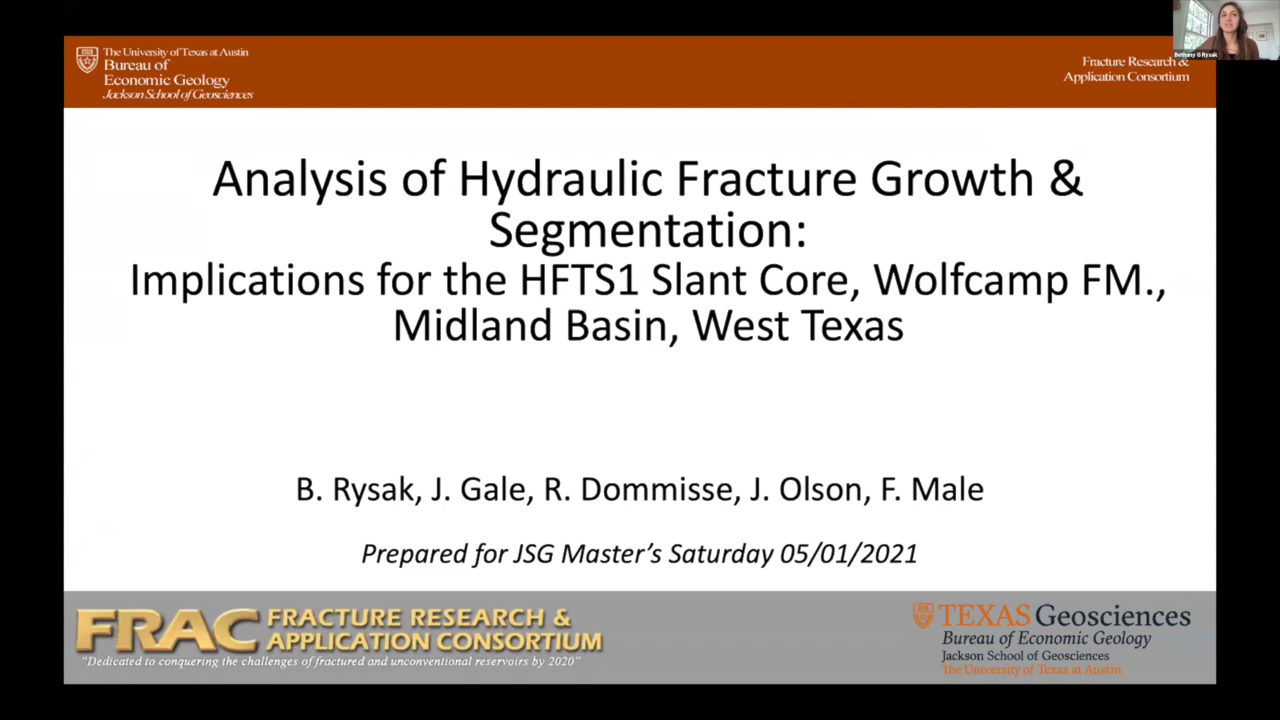 The University of Texas at Austin
Bureau of
Economic Geology
Jackson School of Geosciences
Fracture Research &
Application Consortium
Bethany G Rysak
Analysis of Hydraulic Fracture Growth &
Segmentation:
Implications for the HFTS1 Slant Core, Wolfcamp FM.,
Midland Basin, West Texas
B. Rysak, J. Gale, R. Dommisse, J. Olson, F. Male
Prepared for JSG Master's Saturday 05/01/2021
FRAC FRACTURE RESEARCH &
APPLICATION CONSORTIUM
"Dedicated to conquering the challenges of fractured and unconventional reservoirs by 2020"
TEXAS Geosciences
Bureau of Economic Geology
Jackson School of Geosciences
The University of Texas at Austin